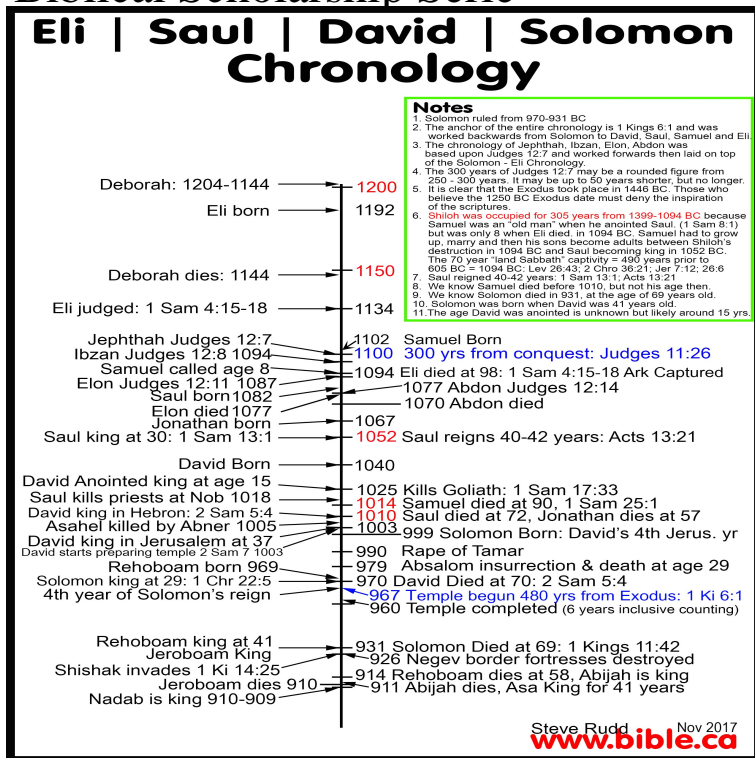 Biblical Scholarship Serie
Eli | Saul | David | Solomon
Chronology
Notes
1. Solomon ruled from 970-931 BC
2. The anchor of the entire chronology is 1 Kings 6:1 and was
worked backwards from Solomon to David, Saul, Samuel and Eli.
3. The chronology of Jephthah, Ibzan, Elon, Abdon was
based upon Judges 12:7 and worked forwards then laid on top
of the Solomon - Eli Chronology.
4. The 300 years of Judges 12:7 may be a rounded figure from
250 - 300 years. It may be up to 50 years shorter, but no longer.
5. It is clear that the Exodus took place in 1446 BC. Those who
believe the 1250 BC Exodus date must deny the inspiration
of the scriptures.
6. Shiloh was occupied for 305 years from 1399-1094 BC because
Samuel was an "old man" when he anointed Saul. (1 Sam 8:1)
but was only 8 when Eli died. in 1094 BC. Samuel had to grow
up, marry and then his sons become adults between Shiloh's
destruction in 1094 BC and Saul becoming king in 1052 BC.
The 70 year "land Sabbath" captivity = 490 years prior to
605 BC = 1094 BC: Lev 26:43; 2 Chro 36:21; Jer 7:12; 26:6
7. Saul reigned 40-42 years: 1 Sam 13:1; Acts 13:21
8. We know Samuel died before 1010, but not his age then.
9. We know Solomon died in 931, at the age of 69 years old.
10. Solomon was born when David was 41 years old.
11. The age David was anointed is unknown but likely around 15 yrs.
Deborah: 1204-1144 1200
Eli born 1192
Deborah dies: 1144 1150
Eli judged: 1 Sam 4:15-18 1134
Jephthah Judges 12:7 1102 Samuel Born
Ibzan Judges 12:8 1094 1100 300 yrs from conquest: Judges 11:26
Samuel called age 8 1094 Eli died at 98: 1 Sam 4:15-18 Ark Captured
Elon Judges 12:11 1087 1077 Abdon Judges 12:14
Saul born 1082 1070 Abdon died
Elon died 1077
Jonathan born 1067
Saul king at 30: 1 Sam 13:1 1052 Saul reigns 40-42 years: Acts 13:21
David Born 1040
David Anointed king at age 15 1025 Kills Goliath: 1 Sam 17:33
Saul kills priests at Nob 1018 1014 Samuel died at 90, 1 Sam 25:1
David king in Hebron: 2 Sam 5:4 1010 Saul died at 72, Jonathan dies at 57
Asahel killed by Abner 1005 1003
David king in Jerusalem at 37 999 Solomon Born: David's 4th Jerus. yr
David starts preparing temple 2 Sam 7 1003
990 Rape of Tamar
Rehoboam born 969 979 Absalom insurrection & death at age 29
Solomon king at 29: 1 Chr 22:5 970 David Died at 70: 2 Sam 5:4
4th year of Solomon's reign 967 Temple begun 480 yrs from Exodus: 1 Ki 6:1
960 Temple completed (6 years inclusive counting)
Rehoboam king at 41 931 Solomon Died at 69: 1 Kings 11:42
Jeroboam King 926 Negev border fortresses destroyed
Shishak invades 1 Ki 14:25 914 Rehoboam dies at 58, Abijah is king
Jeroboam dies 910 911 Abijah dies, Asa King for 41 years
Nadab is king 910-909
Steve Rudd Nov 2017
www.bible.ca